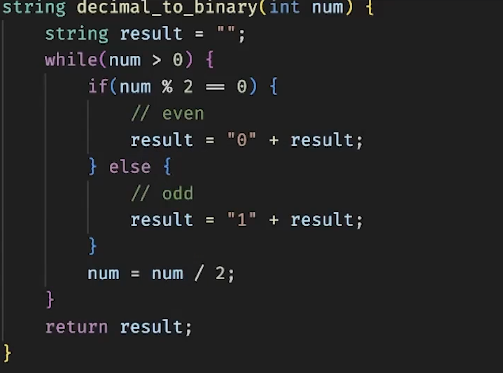 string decimal_to_binary(int num) {
    string result = "";
    while(num > 0) {
        if(num % 2 == 0) {
            // even
            result = "0" + result;
        } else {
            // odd
            result = "1" + result;
        }
        num = num / 2;
    }
    return result;
}